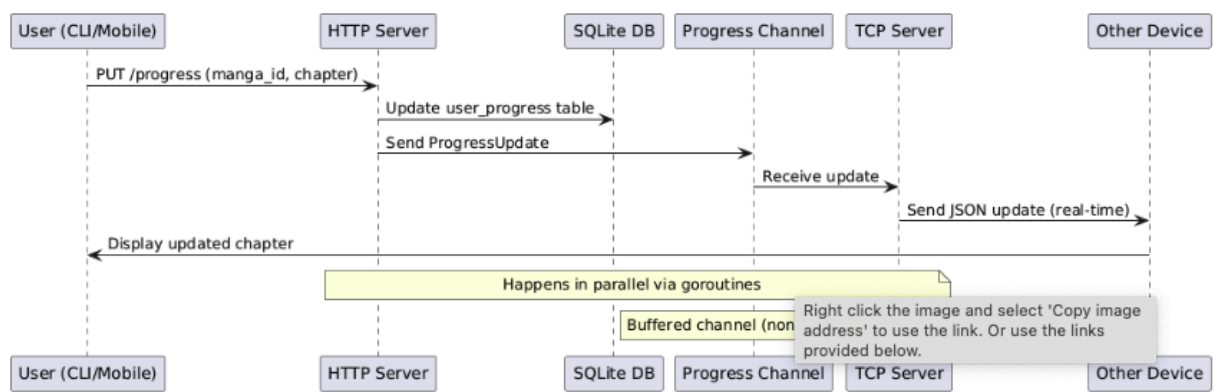 User (CLI/Mobile) HTTP Server SQLite DB Progress Channel TCP Server Other Device
PUT /progress (manga_id, chapter)
Update user_progress table
Send ProgressUpdate
Receive update
Send JSON update (real-time)
Display updated chapter
Happens in parallel via goroutines
Buffered channel (non
Right click the image and select 'Copy image
address' to use the link. Or use the links
provided below.
User (CLI/Mobile) HTTP Server SQLite DB Progress Channel TCP Server Other Device